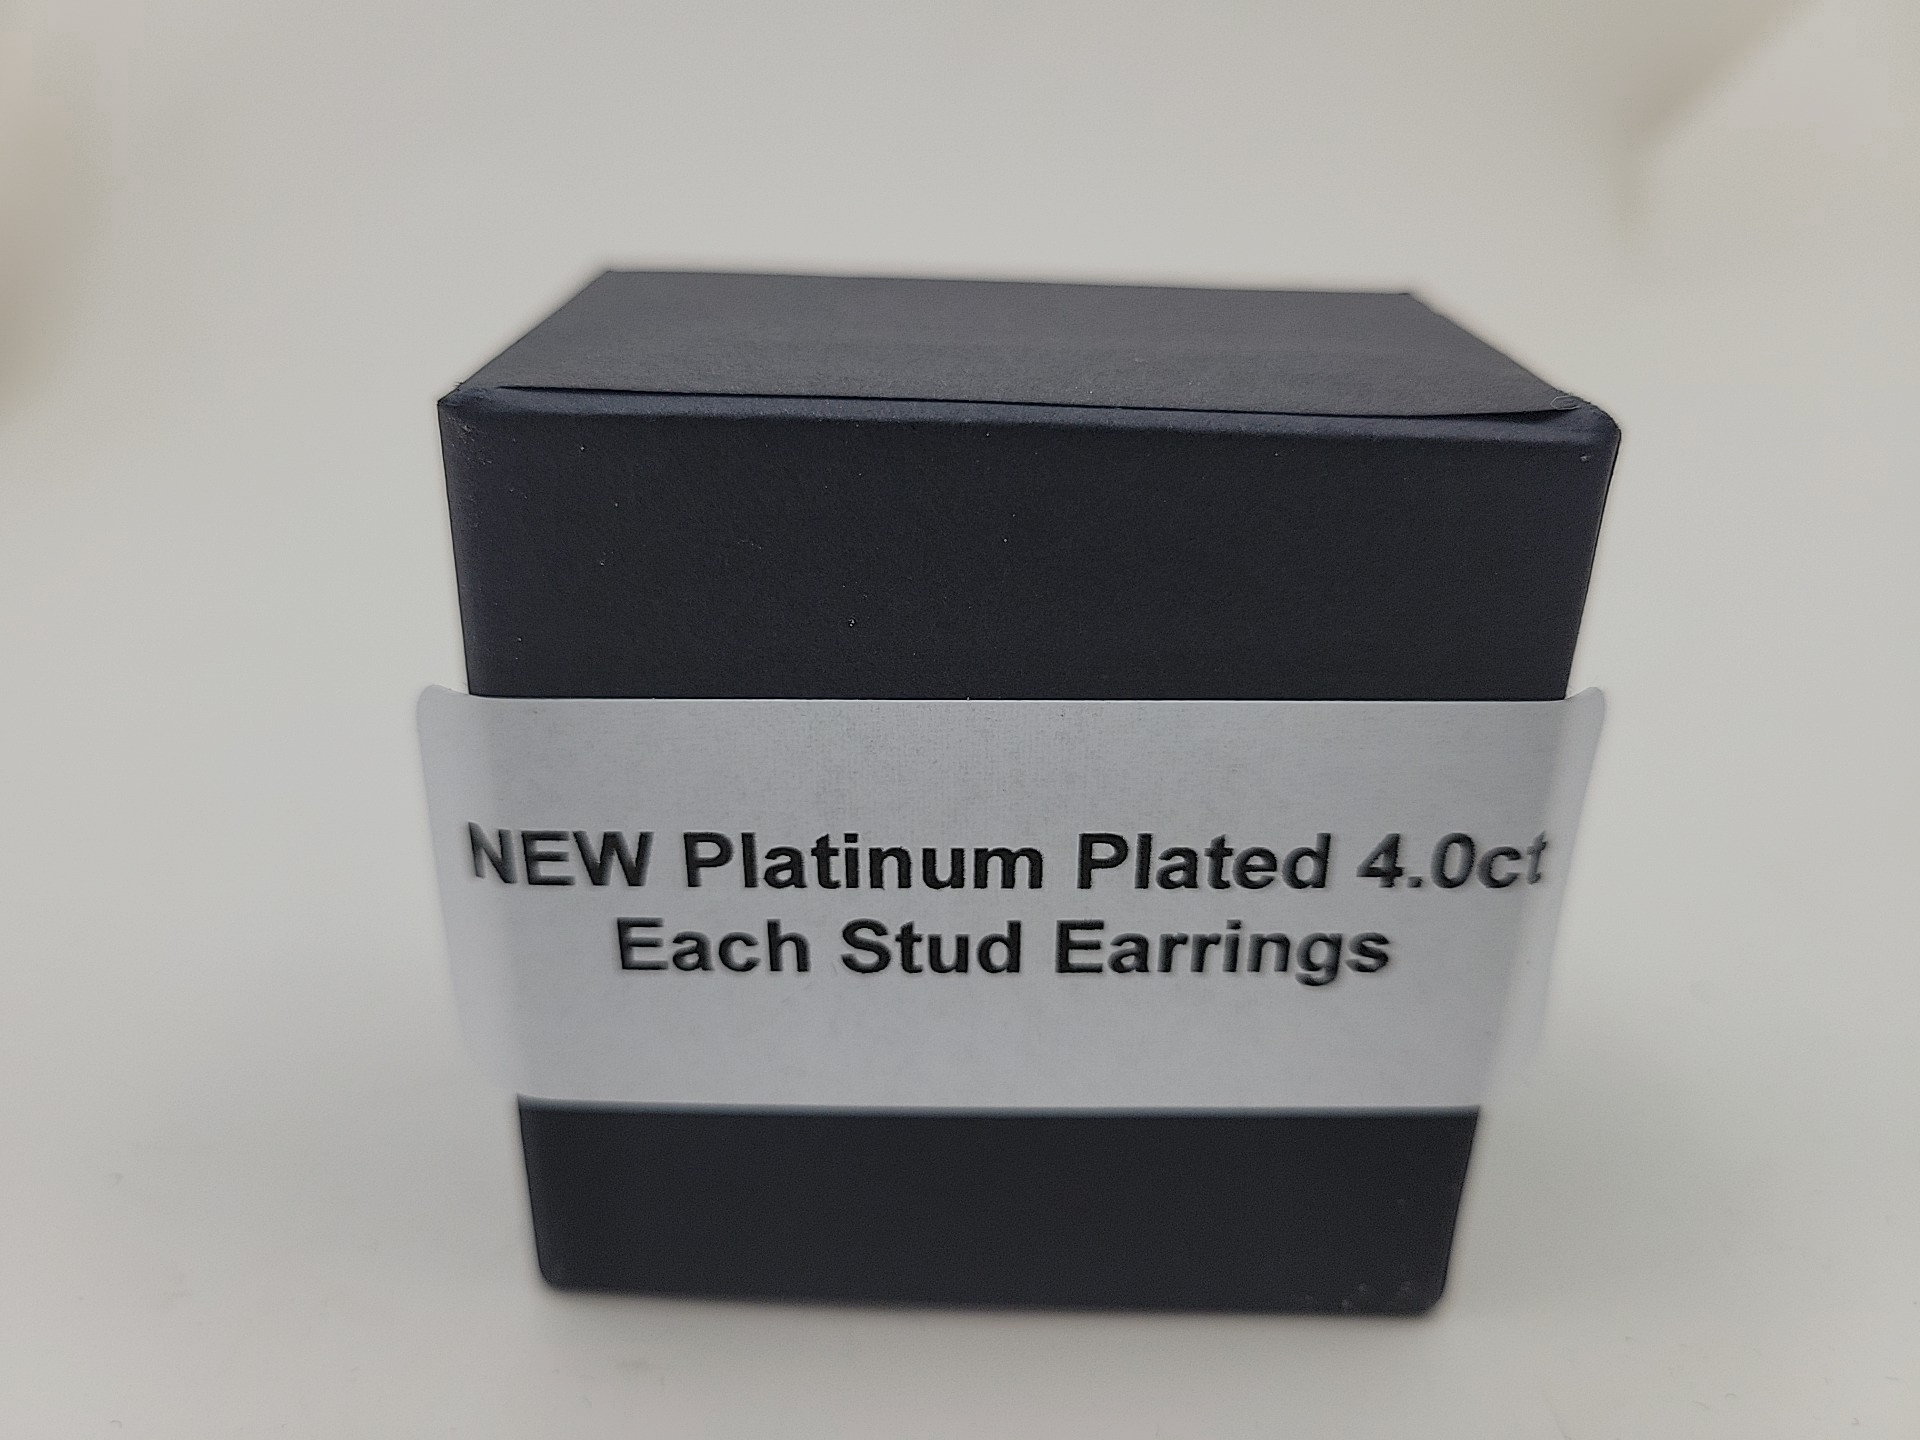 NEW Platinum Plated 4.0ct
Each Stud Earrings